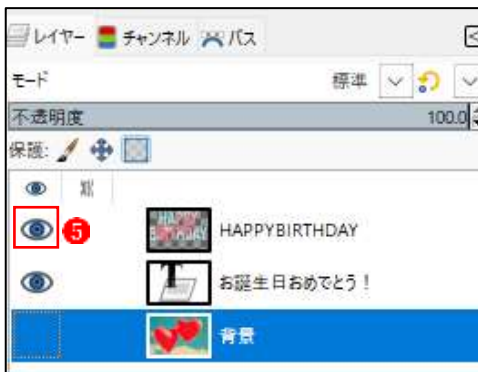 レイヤー チャンネル パス
モード 標準
不透明度 100.0
保護:
5 HAPPYBIRTHDAY
お誕生日おめでとう!
背景